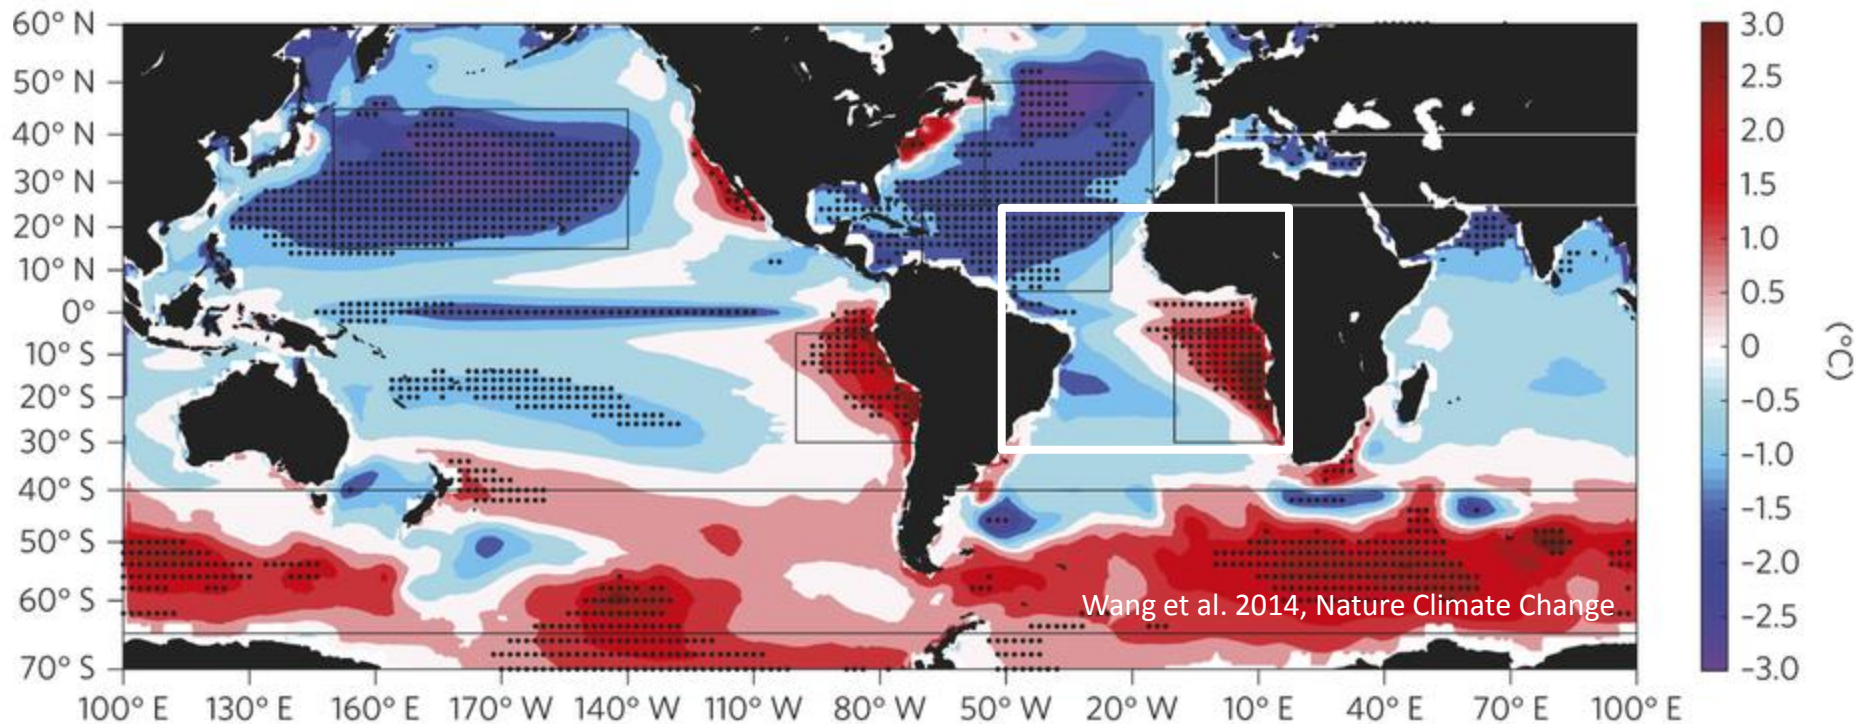 60° N
50° N
40° N
30° N
20° N
10° N
0°
10° S
20° S
30° S
40° S
50° S
60° S
70° S
100° E 130° E 160° E 170° W 140° W 110° W 80° W 50° W 20° W 10° E 40° E 70° E 100° E
Wang et al. 2014, Nature Climate Change
3.0
2.5
2.0
1.5
1.0
0.5
0
−0.5
−1.0
−1.5
−2.0
−2.5
−3.0
(°C)